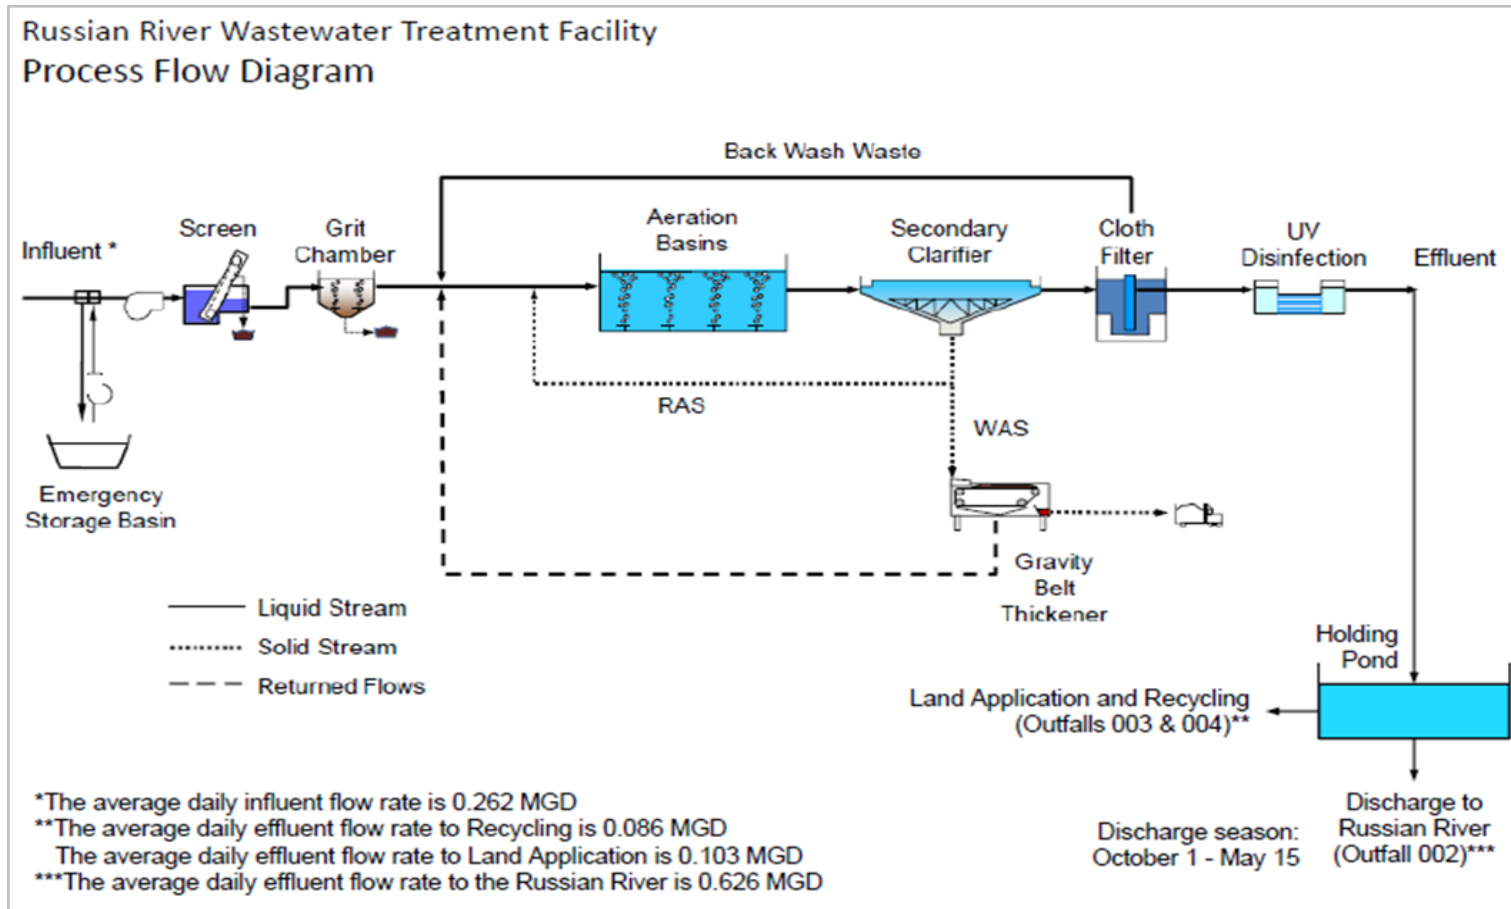 Russian River Wastewater Treatment Facility
Process Flow Diagram
Back Wash Waste
Influent *
Screen
Grit
Chamber
Aeration
Basins
Secondary
Clarifier
Cloth
Filter
UV
Disinfection
Effluent
RAS
WAS
Emergency
Storage Basin
Gravity
Belt
Thickener
Liquid Stream
Solid Stream
Returned Flows
Holding
Pond
Land Application and Recycling
(Outfalls 003 & 004)**
*The average daily influent flow rate is 0.262 MGD
**The average daily effluent flow rate to Recycling is 0.086 MGD
The average daily effluent flow rate to Land Application is 0.103 MGD
***The average daily effluent flow rate to the Russian River is 0.626 MGD
Discharge season:
October 1 - May 15
Discharge to
Russian River
(Outfall 002)***